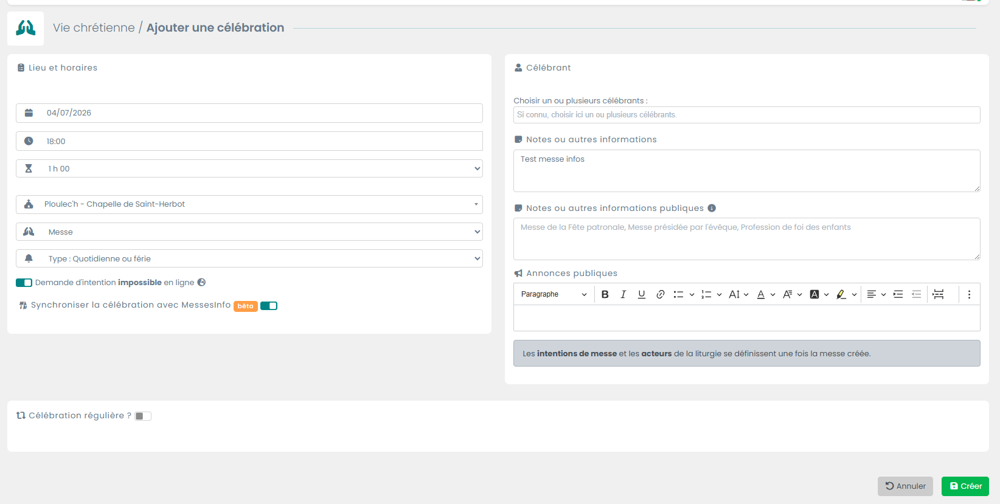 Vie chrétienne / Ajouter une célébration
Lieu et horaires
04/07/2026
18:00
1 h 00
Ploulec'h - Chapelle de Saint-Herbot
Messe
Type : Quotidienne ou férie
Demande d'intention impossible en ligne
Synchroniser la célébration avec MessesInfo bêta
Célébrant
Choisir un ou plusieurs célébrants :
Si connu, choisir ici un ou plusieurs célébrants.
Notes ou autres informations
Test messe infos
Notes ou autres informations publiques
Messe de la Fête patronale, Messe présidée par l'évêque, Profession de foi des enfants
Annonces publiques
Paragraphe
Les intentions de messe et les acteurs de la liturgie se définissent une fois la messe créée.
Célébration régulière ?
Annuler
Créer